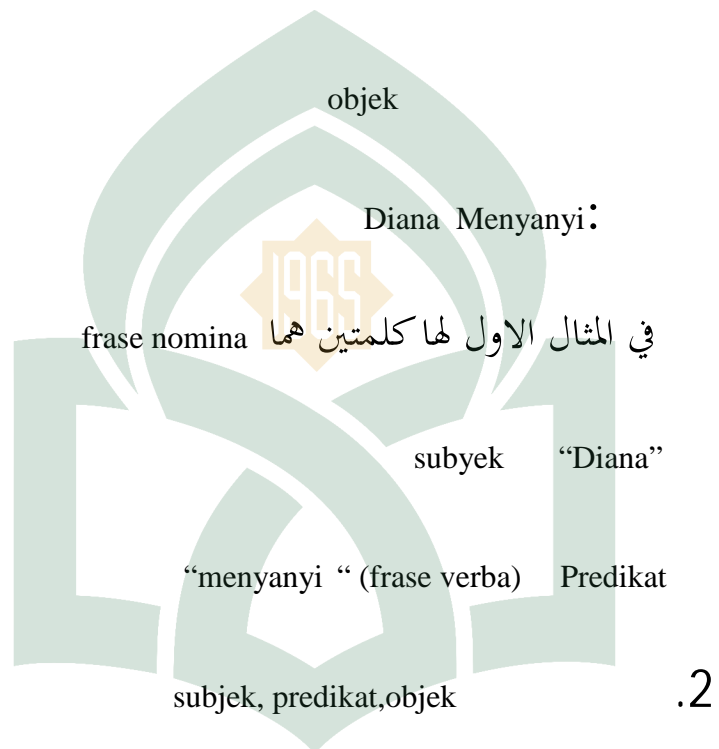 objek
Diana Menyanyi:
1965
في المثال الاول لها كلمتين هما frase nomina
“Diana” subyek
Predikat “menyanyi “ (frase verba)
2. subjek, predikat,objek